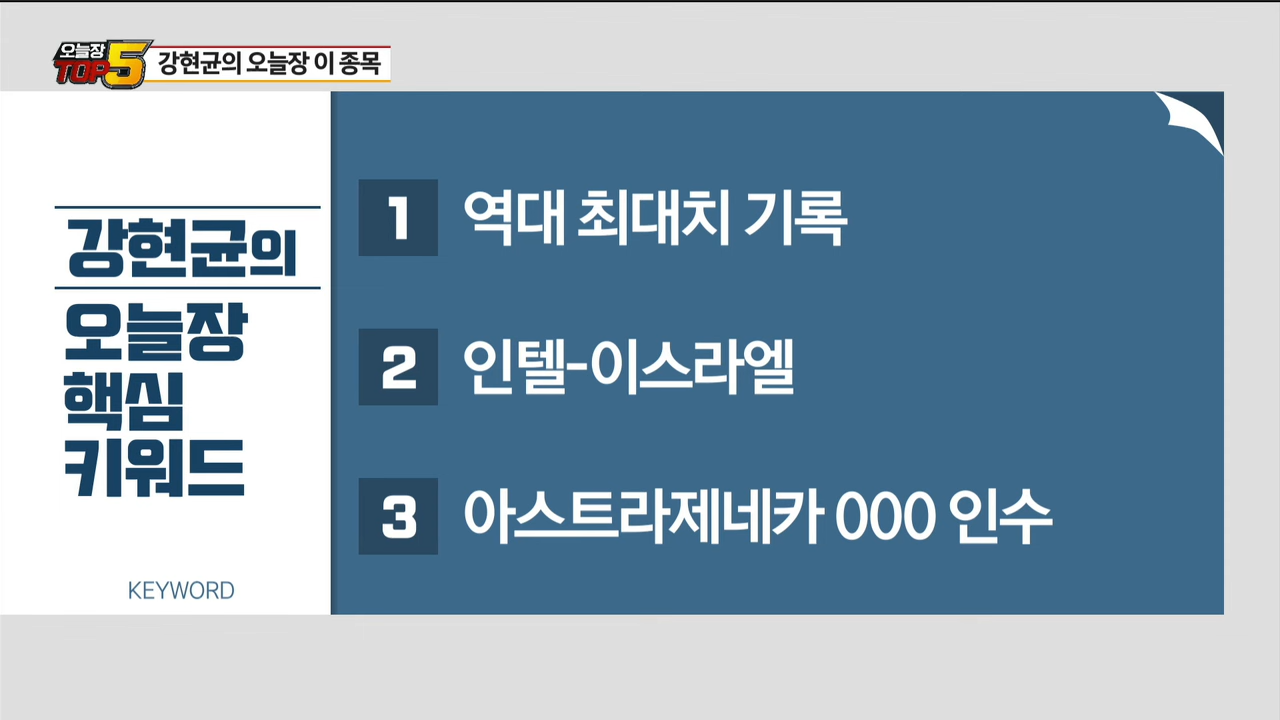 오늘장
TOP5
강현균의 오늘장 이 종목
강현균의
오늘장
핵심
키워드
KEYWORD
1 역대 최대치 기록
2 인텔-이스라엘
3 아스트라제네카 000 인수